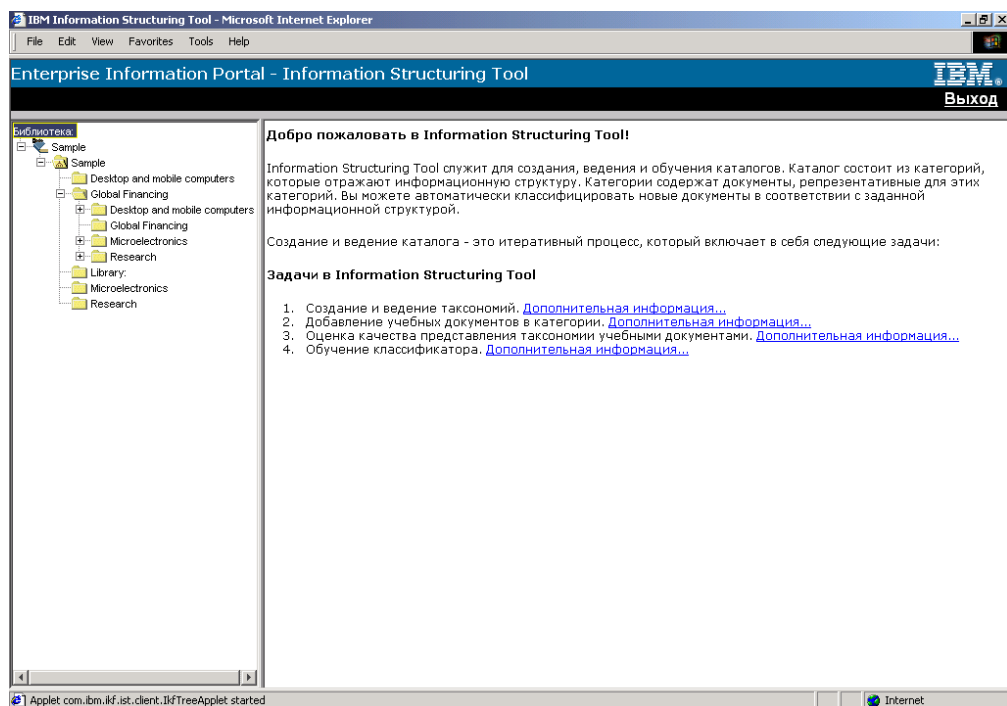 IBM Information Structuring Tool - Microsoft Internet Explorer
File Edit View Favorites Tools Help
Enterprise Information Portal - Information Structuring Tool
IBM®
Выход
Библиотека:
Sample
Sample
Desktop and mobile computers
Global Financing
Desktop and mobile computers
Global Financing
Microelectronics
Research
Library:
Microelectronics
Research
Добро пожаловать в Information Structuring Tool!
Information Structuring Tool служит для создания, ведения и обучения каталогов. Каталог состоит из категорий,
которые отражают информационную структуру. Категории содержат документы, репрезентативные для этих
категорий. Вы можете автоматически классифицировать новые документы в соответствии с заданной
информационной структурой.
Создание и ведение каталога - это итеративный процесс, который включает в себя следующие задачи:
Задачи в Information Structuring Tool
1. Создание и ведение таксономий. Дополнительная информация...
2. Добавление учебных документов в категории. Дополнительная информация...
3. Оценка качества представления таксономии учебными документами. Дополнительная информация...
4. Обучение классификатора. Дополнительная информация...
Applet com.ibm.ikf.ist.client.IkfTreeApplet started
Internet